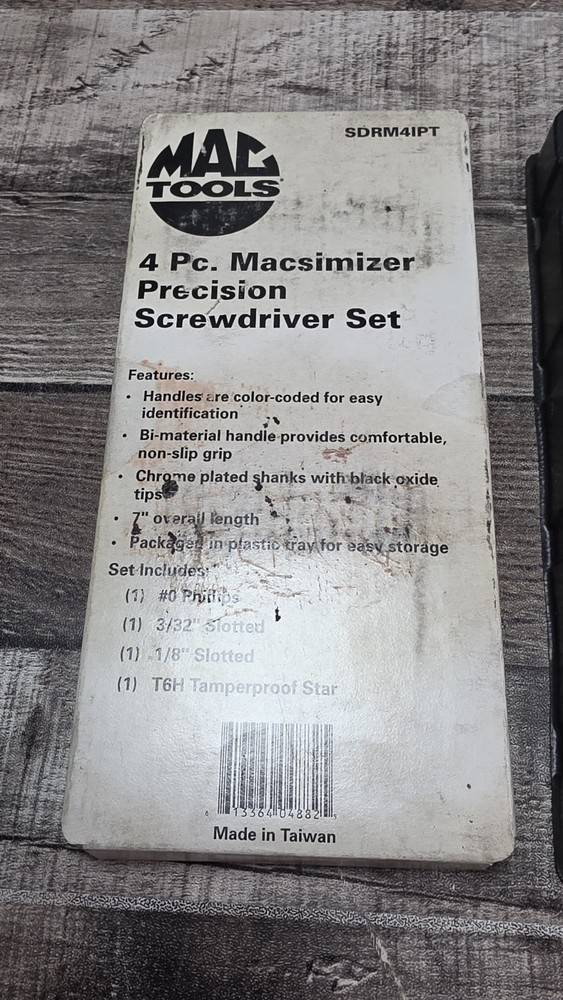 MAC
TOOLS®
SDRM4IPT
4 Pc. Macsimizer
Precision
Screwdriver Set
Features:
• Handles are color-coded for easy
identification
• Bi-material handle provides comfortable,
non-slip grip
• Chrome plated shanks with black oxide
tips
• 7" overall length
• Packaged in plastic tray for easy storage
Set Includes:
(1) #0 Phillips
(1) 3/32" Slotted
(1) 1/8" Slotted
(1) T6H Tamperproof Star
6 13364 04882
Made in Taiwan